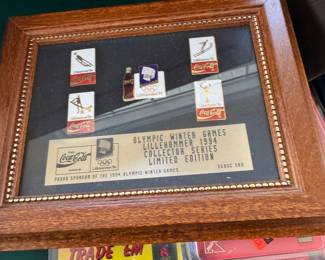 Coca-Cola
Coca-Cola
Coca-Cola
Coca-Cola
Coca-Cola
OLYMPIC WINTER GAMES
LILLEHAMMER 1994
COLLECTOR SERIES
LIMITED EDITION
PROUD SPONSOR OF THE 1994 OLYMPIC WINTER GAMES.
TRADE 'EM